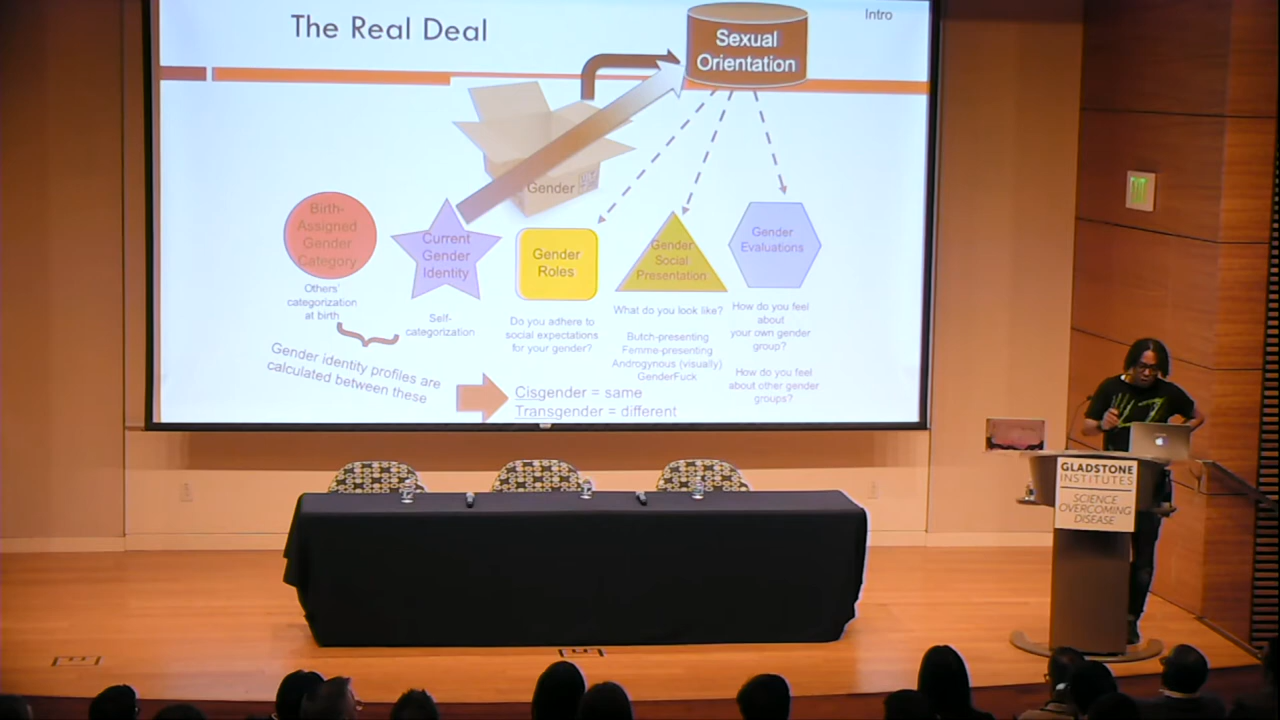 The Real Deal
Intro
Sexual
Orientation
Gender
Birth-
Assigned
Gender
Category
Others'
categorization
at birth
Current
Gender
Identity
Self-
categorization
Gender
Roles
Do you adhere to
social expectations
for your gender?
Gender
Social
Presentation
What do you look like?
Butch-presenting
Femme-presenting
Androgynous (visually)
GenderFuck
Gender
Evaluations
How do you feel
about
your own gender
group?
How do you feel
about other gender
groups?
Gender identity profiles are
calculated between these
Cisgender = same
Transgender = different
EXIT
GLADSTONE
INSTITUTES
SCIENCE
OVERCOMING
DISEASE